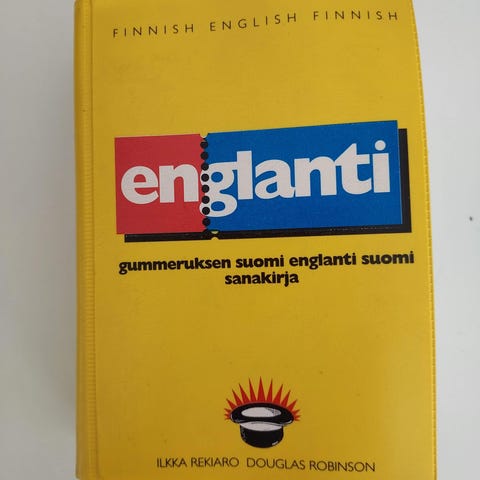 FINNISH ENGLISH FINNISH
englanti
gummeruksen suomi englanti suomi
sanakirja
ILKKA REKIARO DOUGLAS ROBINSON